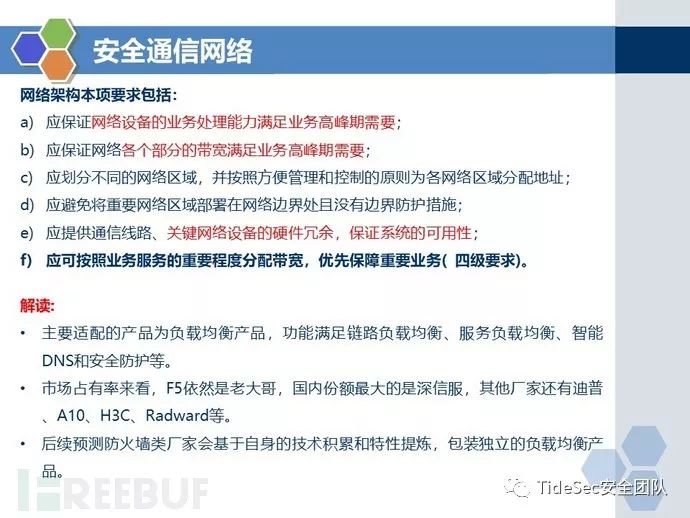 安全通信网络
网络架构本项要求包括：
a) 应保证网络设备的业务处理能力满足业务高峰期需要；
b) 应保证网络各个部分的带宽满足业务高峰期需要；
c) 应划分不同的网络区域，并按照方便管理和控制的原则为各网络区域分配地址；
d) 应避免将重要网络区域部署在网络边界处且没有边界防护措施；
e) 应提供通信线路、关键网络设备的硬件冗余，保证系统的可用性；
f) 应可按照业务服务的重要程度分配带宽，优先保障重要业务( 四级要求)。
解读:
• 主要适配的产品为负载均衡产品，功能满足链路负载均衡、服务负载均衡、智能
DNS和安全防护等。
• 市场占有率来看，F5依然是老大哥，国内份额最大的是深信服，其他厂家还有迪普
、A10、H3C、Radward等。
• 后续预测防火墙类厂家会基于自身的技术积累和特性提炼，包装独立的负载均衡产
品。
FREEBUF
TideSec安全团队